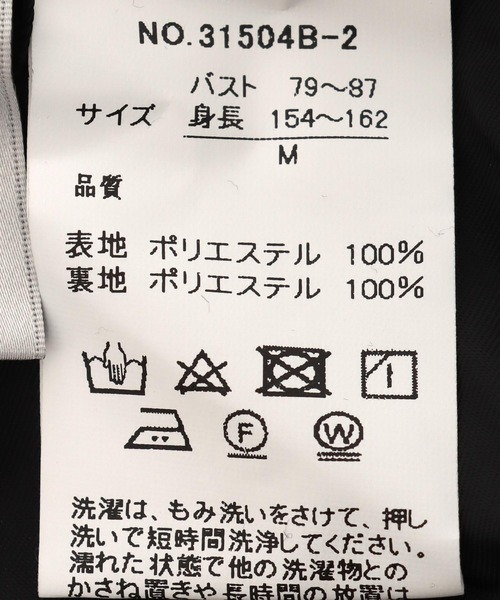 NO.31504B-2
バスト 79〜87
サイズ 身長 154〜162
M
品質
表地 ポリエステル 100%
裏地 ポリエステル 100%
F W
洗濯は、もみ洗いをさけて、押し
洗いで短時間洗浄してください。
濡れた状態で他の洗濯物との
かさね置きや長時間の放置は